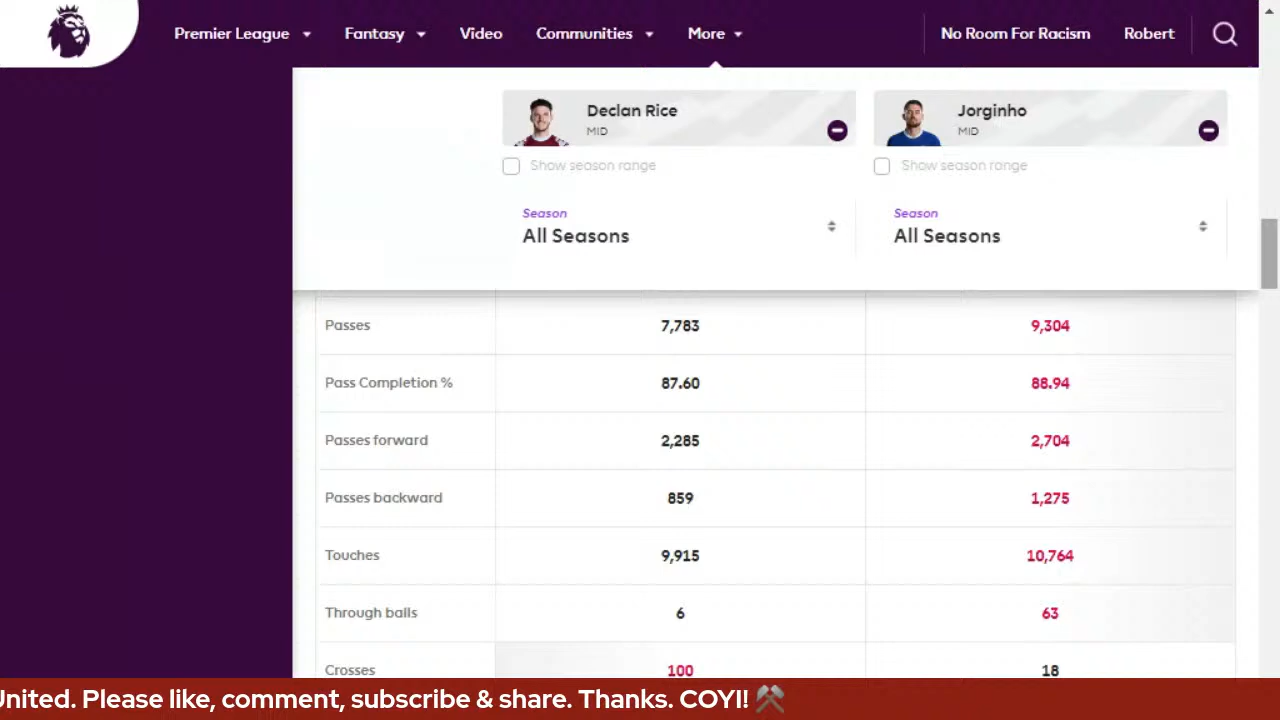 Premier League Fantasy Video Communities More No Room For Racism Robert
Declan Rice Jorginho
MID MID
Show season range Show season range
Season Season
All Seasons All Seasons
Passes 7,783 9,304
Pass Completion % 87.60 88.94
Passes forward 2,285 2,704
Passes backward 859 1,275
Touches 9,915 10,764
Through balls 6 63
Crosses 100 18
United. Please like, comment, subscribe & share. Thanks. COYI! ⚒